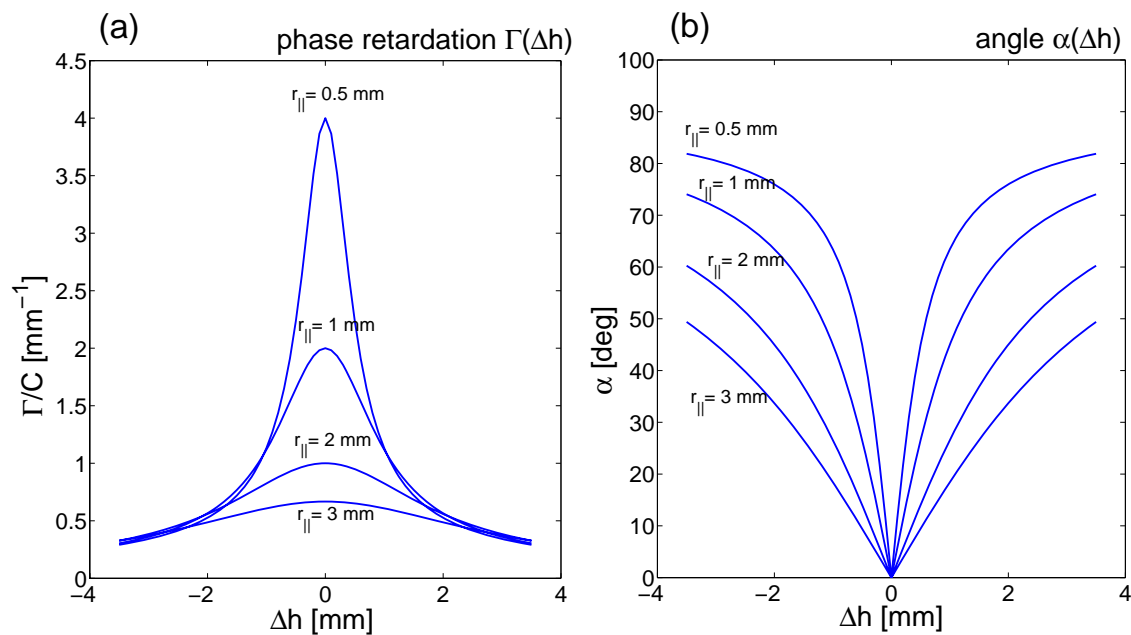 (a)
phase retardation Γ(Δh)
4.5
4
3.5
3
2.5
2
1.5
1
0.5
0
Γ/C [mm⁻¹]
r||= 0.5 mm
r||= 1 mm
r||= 2 mm
r||= 3 mm
−4 −2 0 2 4
Δh [mm]
(b)
angle α(Δh)
100
90
80
70
60
50
40
30
20
10
0
α [deg]
r||= 0.5 mm
r||= 1 mm
r||= 2 mm
r||= 3 mm
−4 −2 0 2 4
Δh [mm]